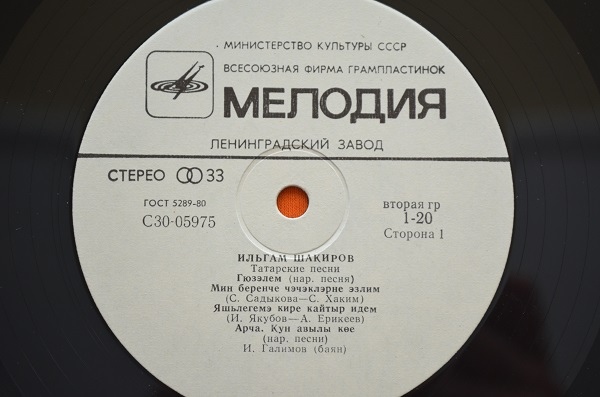 МИНИСТЕРСТВО КУЛЬТУРЫ СССР
ВСЕСОЮЗНАЯ ФИРМА ГРАМПЛАСТИНОК
МЕЛОДИЯ
ЛЕНИНГРАДСКИЙ ЗАВОД
СТЕРЕО 33
ГОСТ 5289-80
С30-05975
вторая гр
1-20
Сторона 1
ИЛЬГАМ ШАКИРОВ
Татарские песни
Гюзэлем (нар. песня)
Мин беренче чэчэклэрне эзлим
(С. Садыкова—С. Хаким)
Яшьлегемэ кире кайтыр идем
(И. Якубов—А. Ерикеев)
Арча. Кун авылы көе
(нар. песни)
И. Галимов (баян)